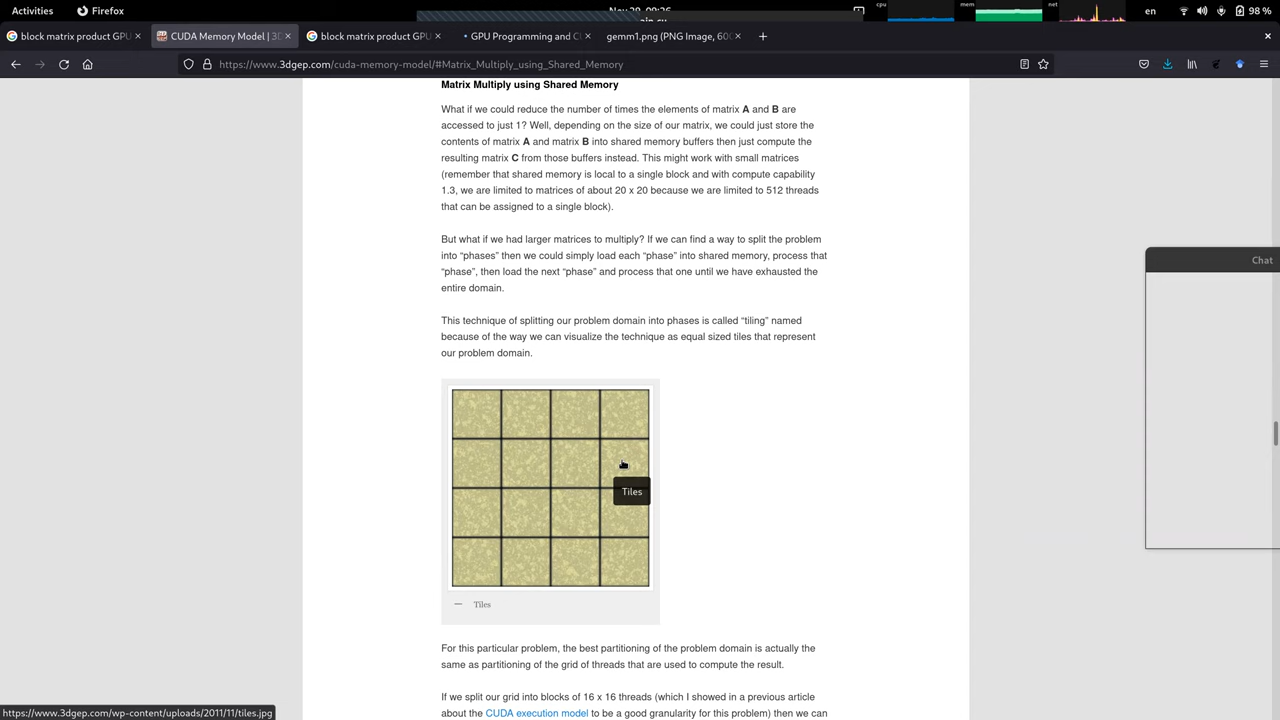 Activities
Firefox
Nov 29, 09:26
cpu
mem
net
en
98 %
block matrix product GPU
CUDA Memory Model | 3D
block matrix product GPU
GPU Programming and C
gemm1.png (PNG Image, 600
https://www.3dgep.com/cuda-memory-model/#Matrix_Multiply_using_Shared_Memory
Matrix Multiply using Shared Memory
What if we could reduce the number of times the elements of matrix A and B are
accessed to just 1? Well, depending on the size of our matrix, we could just store the
contents of matrix A and matrix B into shared memory buffers then just compute the
resulting matrix C from those buffers instead. This might work with small matrices
(remember that shared memory is local to a single block and with compute capability
1.3, we are limited to matrices of about 20 x 20 because we are limited to 512 threads
that can be assigned to a single block).
But what if we had larger matrices to multiply? If we can find a way to split the problem
into “phases” then we could simply load each “phase” into shared memory, process that
“phase”, then load the next “phase” and process that one until we have exhausted the
entire domain.
This technique of splitting our problem domain into phases is called “tiling” named
because of the way we can visualize the technique as equal sized tiles that represent
our problem domain.
Chat
Tiles
— Tiles
For this particular problem, the best partitioning of the problem domain is actually the
same as partitioning of the grid of threads that are used to compute the result.
If we split our grid into blocks of 16 x 16 threads (which I showed in a previous article
about the CUDA execution model to be a good granularity for this problem) then we can
https://www.3dgep.com/wp-content/uploads/2011/11/tiles.jpg